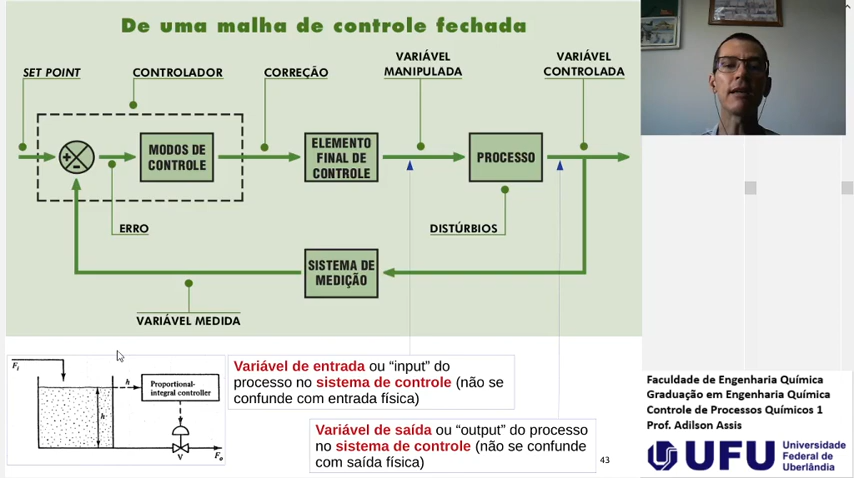 De uma malha de controle fechada
SET POINT
CONTROLADOR
CORREÇÃO
VARIÁVEL
MANIPULADA
VARIÁVEL
CONTROLADA
+
-
MODOS DE
CONTROLE
ELEMENTO
FINAL DE
CONTROLE
PROCESSO
ERRO
DISTÚRBIOS
SISTEMA DE
MEDIÇÃO
VARIÁVEL MEDIDA
Fi
h
Proportional-
integral controller
h
V
Fo
Variável de entrada ou “input” do
processo no sistema de controle (não se
confunde com entrada física)
Variável de saída ou “output” do processo
no sistema de controle (não se confunde
com saída física)
43
Faculdade de Engenharia Química
Graduação em Engenharia Química
Controle de Processos Químicos 1
Prof. Adilson Assis
UFU
Universidade
Federal de
Uberlândia